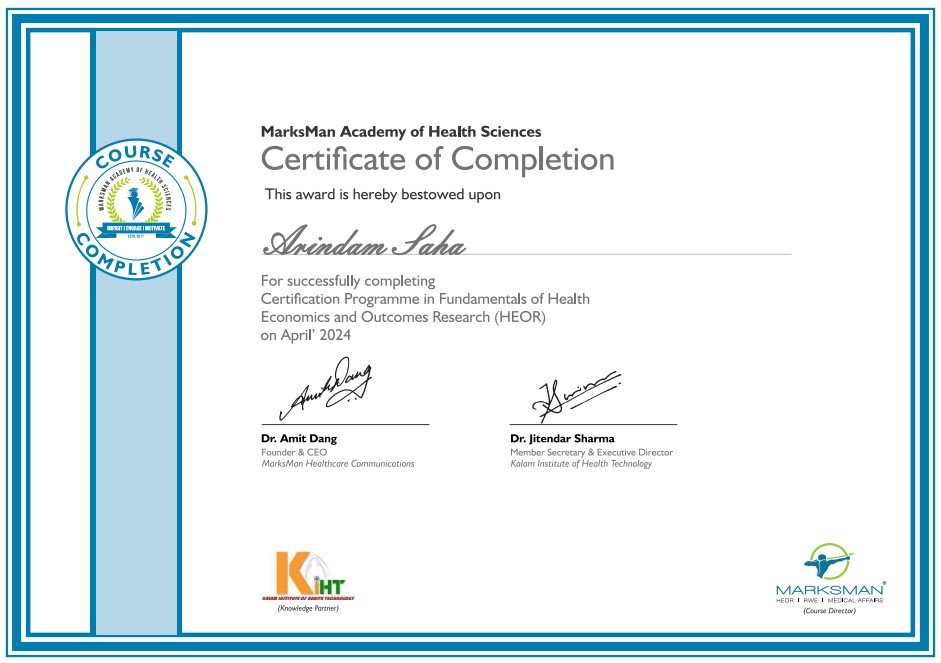 MarksMan Academy of Health Sciences
Certificate of Completion
This award is hereby bestowed upon
Arindam Saha
For successfully completing
Certification Programme in Fundamentals of Health
Economics and Outcomes Research (HEOR)
on April' 2024
COURSE
MARKSMAN ACADEMY OF HEALTH SCIENCES
IMPART I ENGAGE I MOTIVATE
COMPLETION
Dr. Amit Dang
Founder & CEO
MarksMan Healthcare Communications
Dr. Jitendar Sharma
Member Secretary & Executive Director
Kalam Institute of Health Technology
KiHT
KALAM INSTITUTE OF HEALTH TECHNOLOGY
(Knowledge Partner)
MARKSMAN®
HEOR I RWE I MEDICAL AFFAIRS
(Course Director)